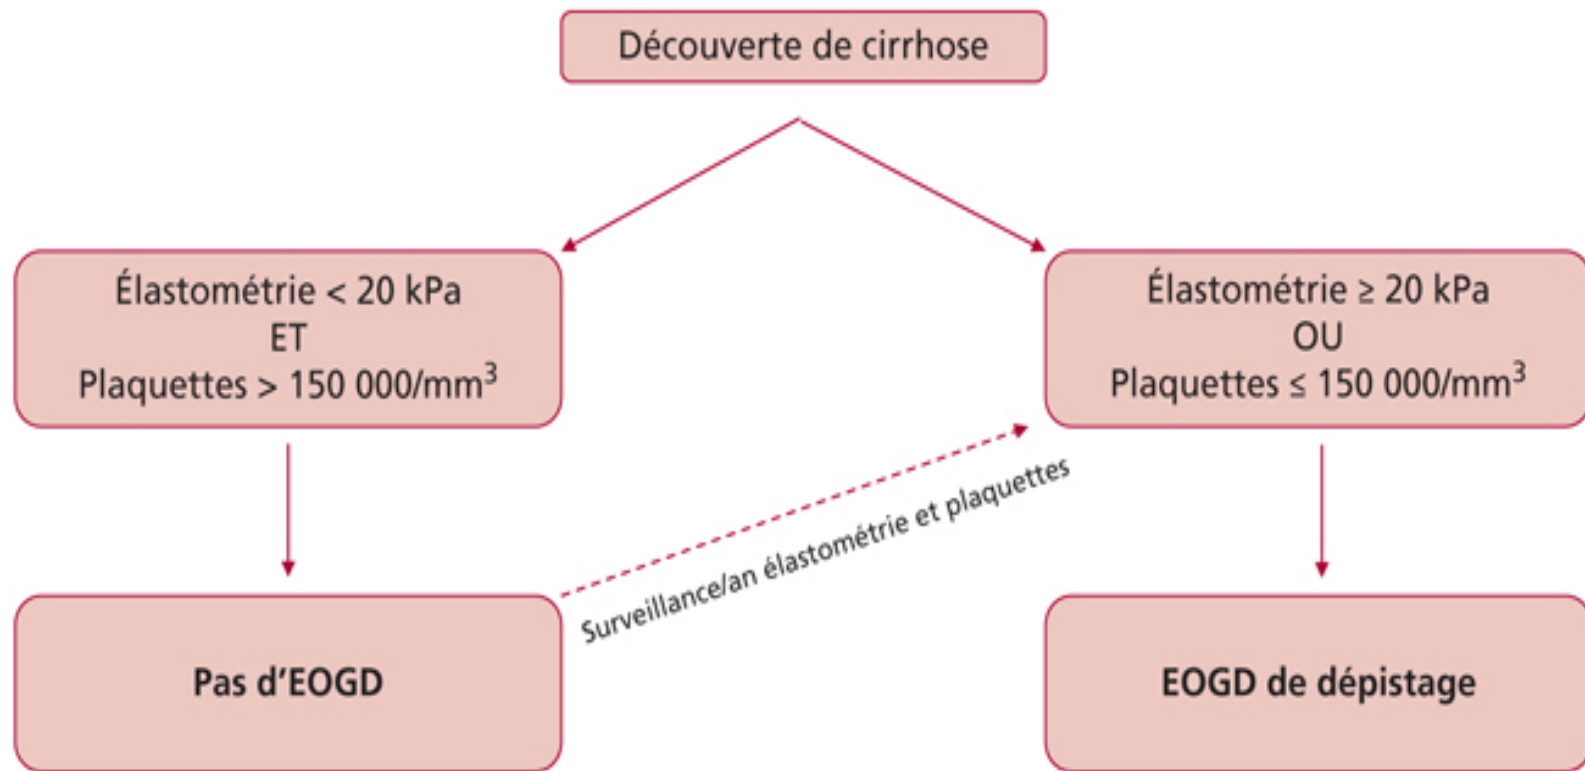 Découverte de cirrhose
Élastométrie < 20 kPa
ET
Plaquettes > 150 000/mm³
Élastométrie ≥ 20 kPa
OU
Plaquettes ≤ 150 000/mm³
Surveillance/an élastométrie et plaquettes
Pas d’EOGD
EOGD de dépistage